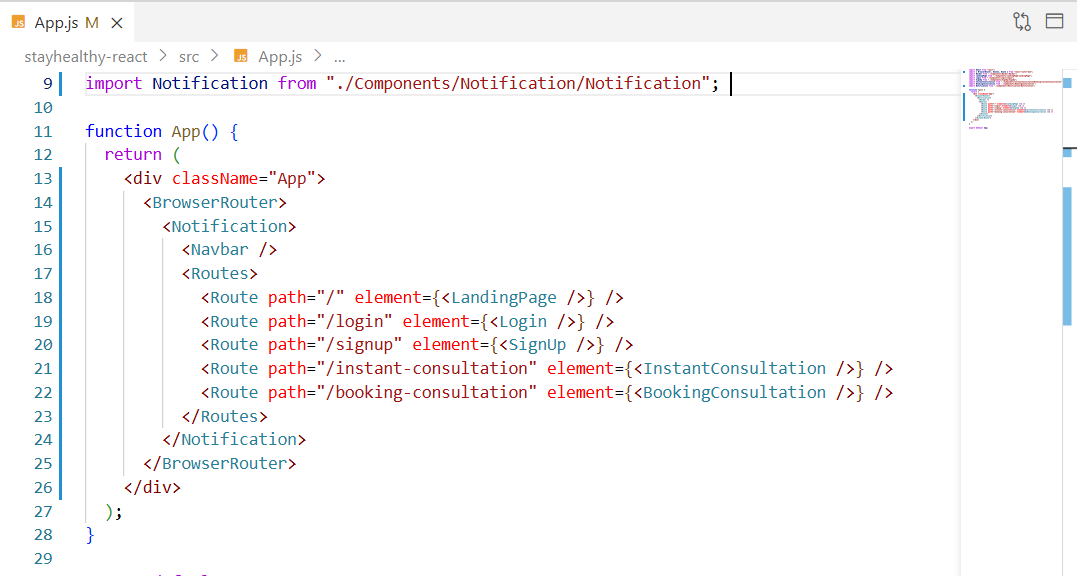 JS App.js M
stayhealthy-react > src > JS App.js > ...
9 import Notification from "./Components/Notification/Notification";
10
11 function App() {
12 return (
13 <div className="App">
14 <BrowserRouter>
15 <Notification>
16 <Navbar />
17 <Routes>
18 <Route path="/" element={<LandingPage />} />
19 <Route path="/login" element={<Login />} />
20 <Route path="/signup" element={<SignUp />} />
21 <Route path="/instant-consultation" element={<InstantConsultation />} />
22 <Route path="/booking-consultation" element={<BookingConsultation />} />
23 </Routes>
24 </Notification>
25 </BrowserRouter>
26 </div>
27 );
28 }
29